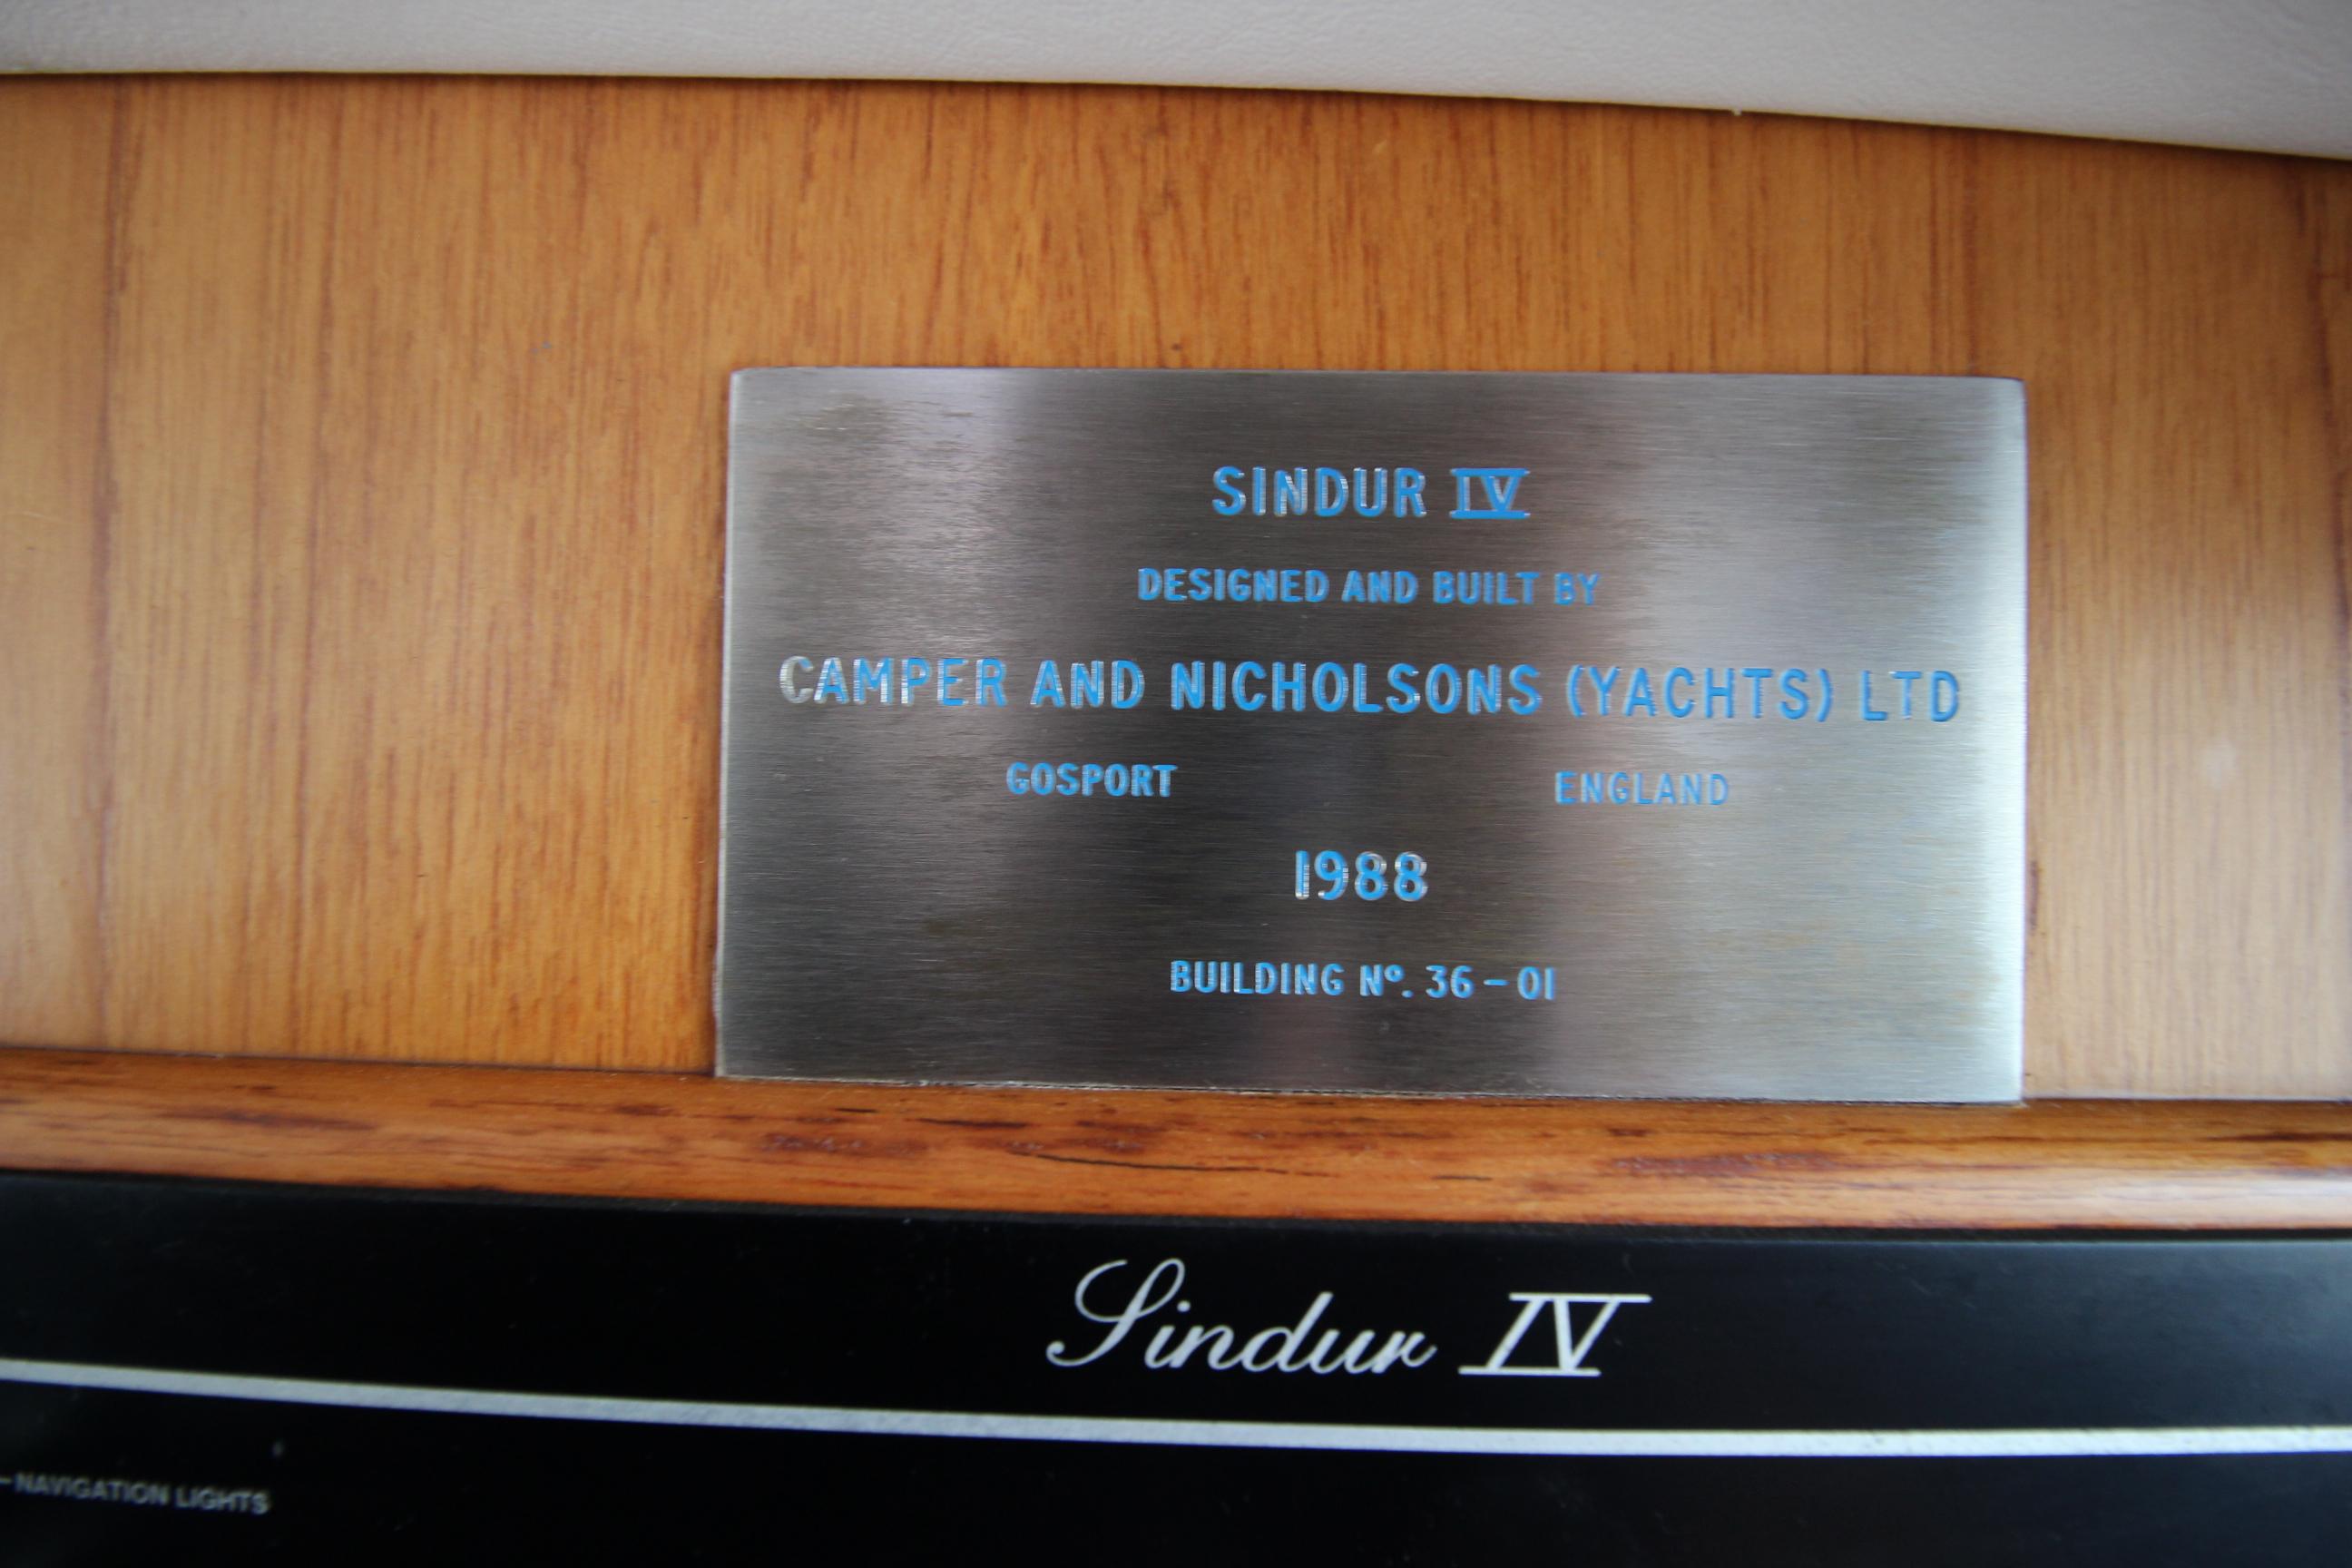 SINDUR IV
DESIGNED AND BUILT BY
CAMPER AND NICHOLSONS (YACHTS) LTD
GOSPORT ENGLAND
1988
BUILDING Nº. 36-01
Sindur IV
NAVIGATION LIGHTS